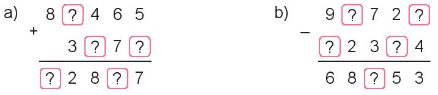 a) 8 ? 4 6 5 b) 9 ? 7 2 ?
+ –
3 ? 7 ? ? 2 3 ? 4
? 2 8 ? 7 6 8 ? 5 3